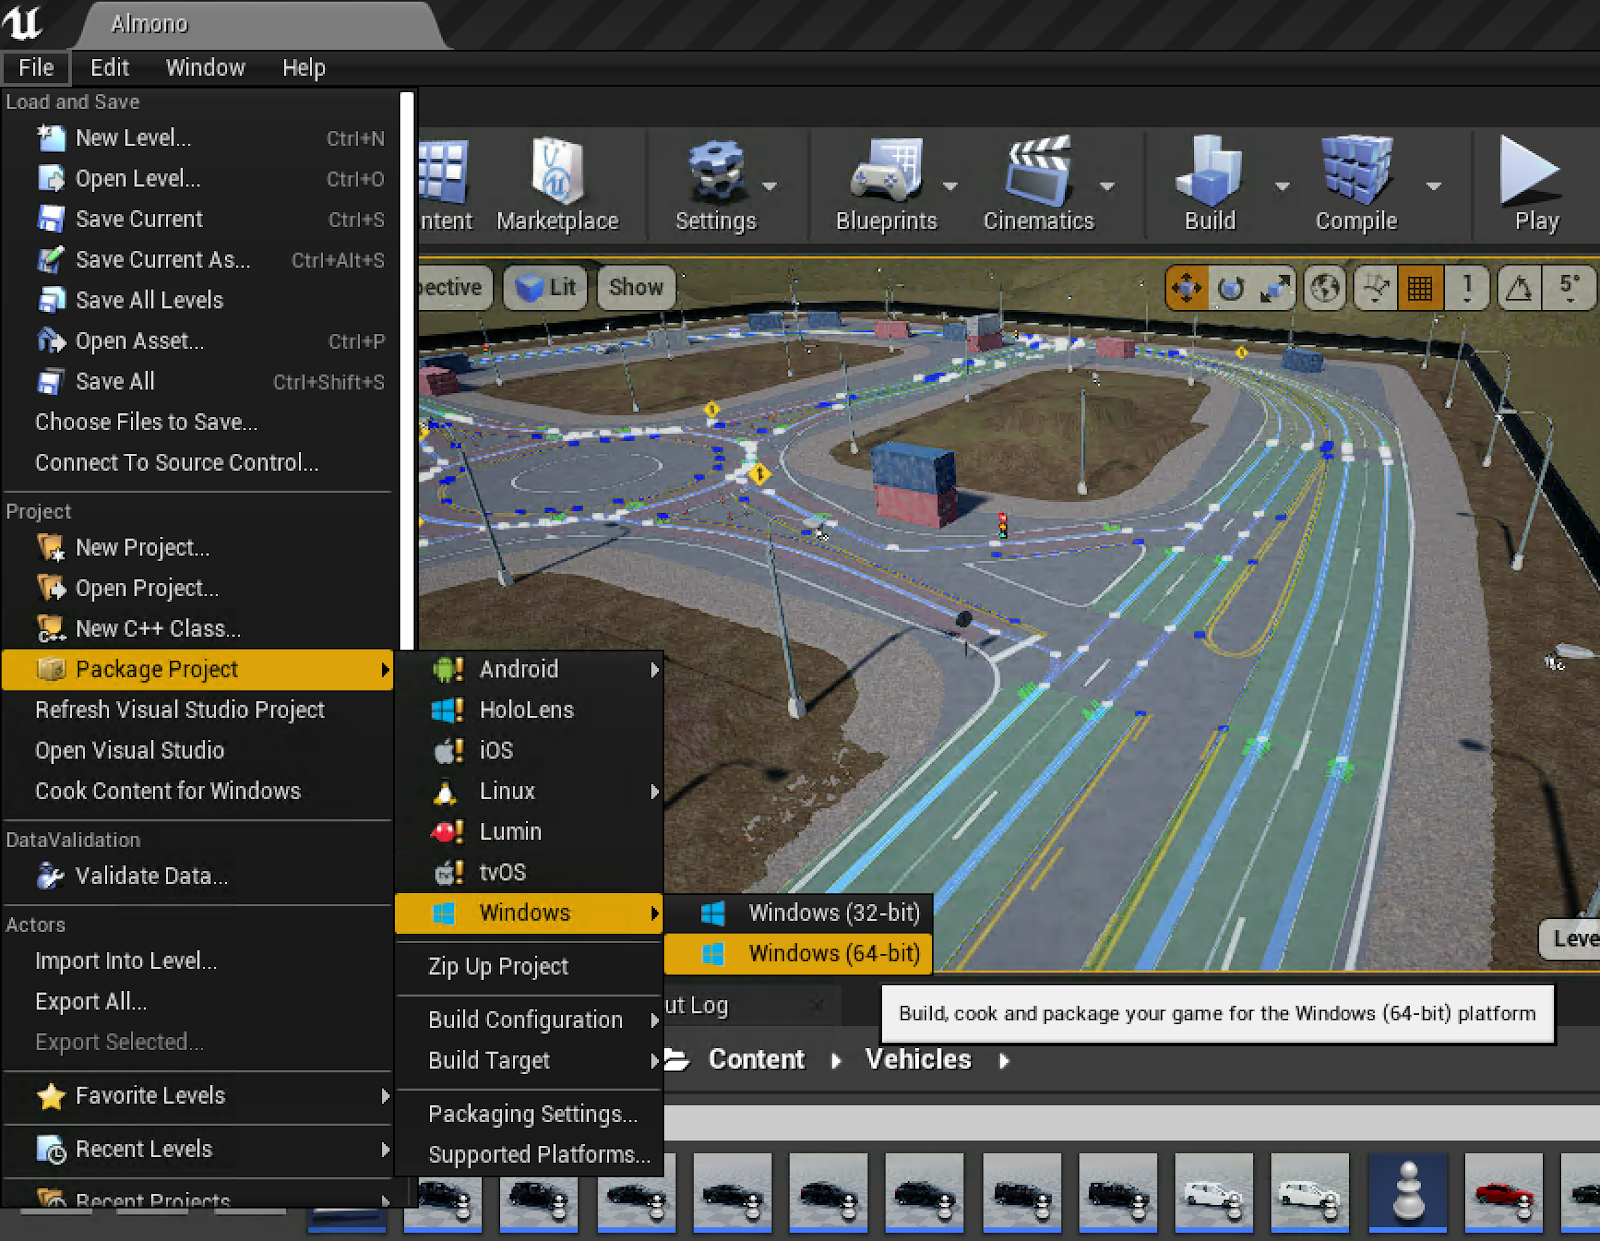 Almono
File Edit Window Help
Load and Save
New Level... Ctrl+N
Open Level... Ctrl+O
Save Current Ctrl+S
Save Current As... Ctrl+Alt+S
Save All Levels
Open Asset... Ctrl+P
Save All Ctrl+Shift+S
Choose Files to Save...
Connect To Source Control...
Project
New Project...
Open Project...
New C++ Class...
Package Project
Refresh Visual Studio Project
Open Visual Studio
Cook Content for Windows
DataValidation
Validate Data...
Actors
Import Into Level...
Export All...
Export Selected...
Favorite Levels
Recent Levels
Recent Projects
ntent Marketplace Settings Blueprints Cinematics Build Compile Play
pective Lit Show 1 5°
Android
HoloLens
iOS
Linux
Lumin
tvOS
Windows
Zip Up Project
Build Configuration
Build Target
Packaging Settings...
Supported Platforms...
Windows (32-bit)
Windows (64-bit)
Leve
ut Log
Build, cook and package your game for the Windows (64-bit) platform
Content Vehicles